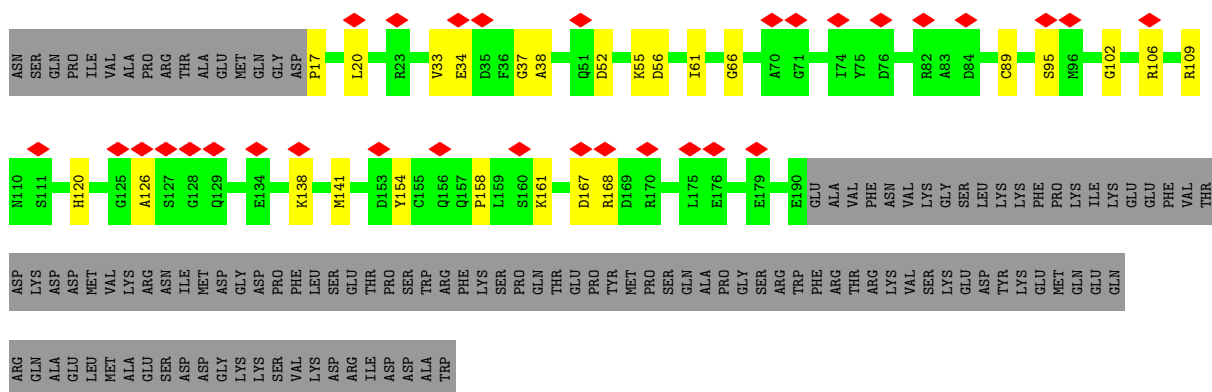 ASN SER GLN PRO ILE VAL ALA PRO ARG THR ALA GLU MET GLN GLY ASP P17 L20 R23 V33 E34 D35 F36 G37 A38 Q51 D52 K55 D56 I61 G66 A70 G71 I74 Y75 D76 R82 A83 D84 C89 S95 M96 G102 R106 R109
N110 S111 H120 G125 A126 S127 G128 Q129 E134 K138 M141 D153 Y154 C155 Q156 Q157 P158 L159 S160 K161 D167 R168 D169 R170 L175 E176 E179 E190 GLU ALA VAL PHE ASN VAL LYS GLY SER LEU LYS LYS PHE PRO LYS ILE LYS GLU GLU PHE VAL THR
ASP LYS ASP ASP MET VAL LYS ARG ASN ILE MET ASP GLY ASP PRO PHE LEU SER GLU THR PRO SER TRP ARG PHE LYS SER PRO GLN THR GLU PRO TYR MET PRO SER GLN ALA PRO GLY SER ARG TRP PHE ARG THR ARG LYS VAL SER LYS GLU ASP TYR LYS GLU MET GLN GLU GLN
ARG GLN ALA GLU LEU MET ALA GLU SER ASP ASP GLY LYS LYS SER VAL LYS ASP ARG ILE ASP ASP ALA TRP